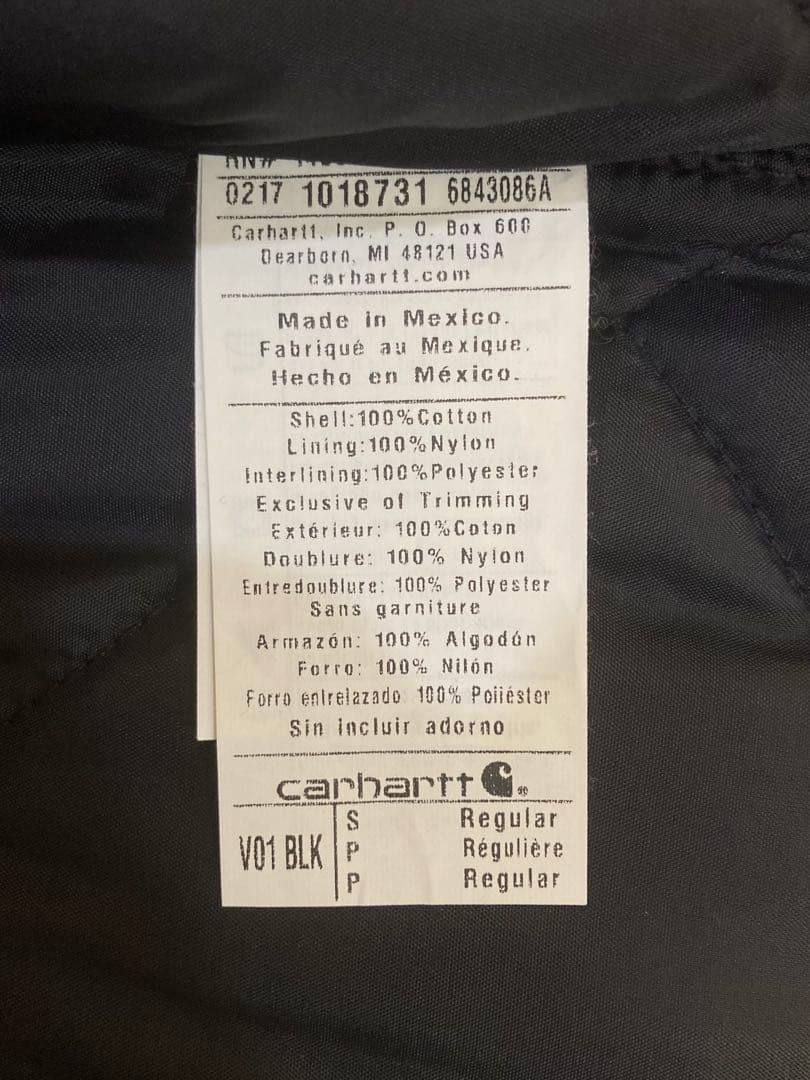 RN#
0217 1018731 6843086A
Carhartt, Inc. P. O. Box 600
Dearborn, MI 48121 USA
carhartt.com
Made in Mexico.
Fabriqué au Mexique.
Hecho en México.
Shell:100%Cotton
Lining:100%Nylon
Interlining:100%Polyester
Exclusive of Trimming
Extérieur: 100%Coton
Doublure: 100% Nylon
Entredoublure: 100% Polyester
Sans garniture
Armazón: 100% Algodón
Forro: 100% Nilón
Forro entrelazado 100% Poliéster
Sin incluir adorno
carhartt ®
V01 BLK
S Regular
P Régulière
P Regular